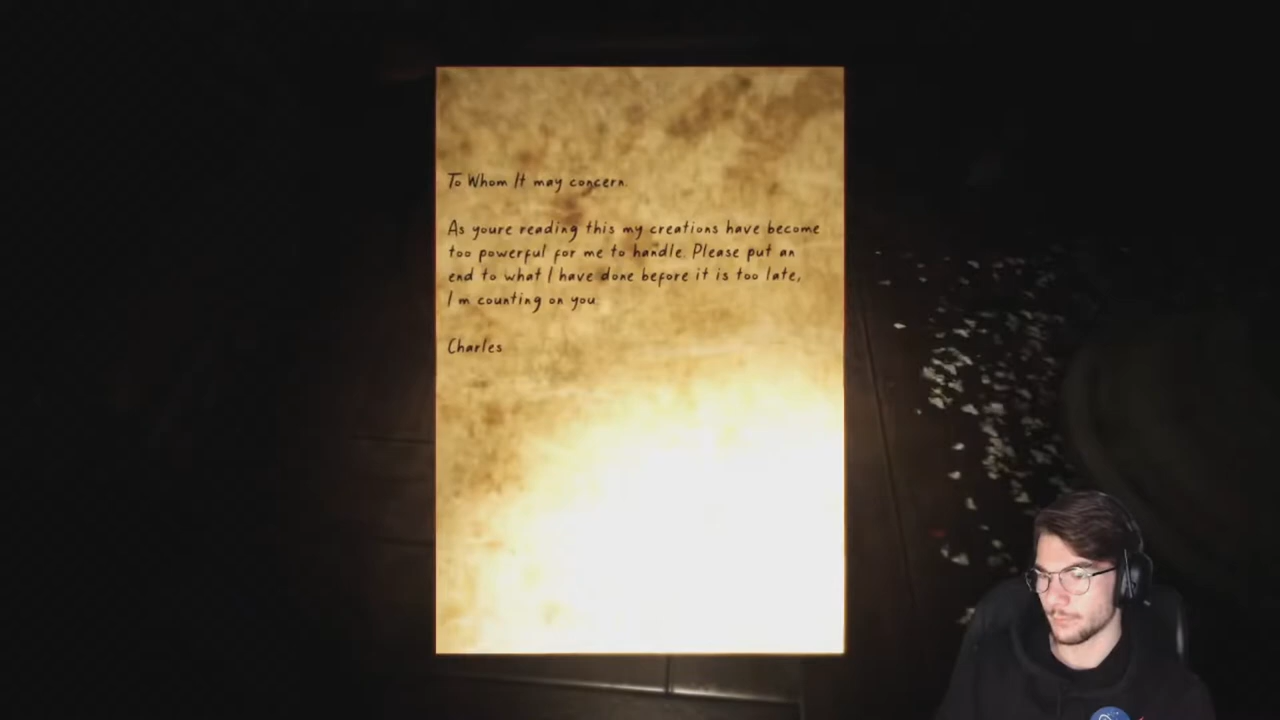 To Whom It may concern.
As youre reading this my creations have become
too powerful for me to handle. Please put an
end to what I have done before it is too late,
I m counting on you.
Charles